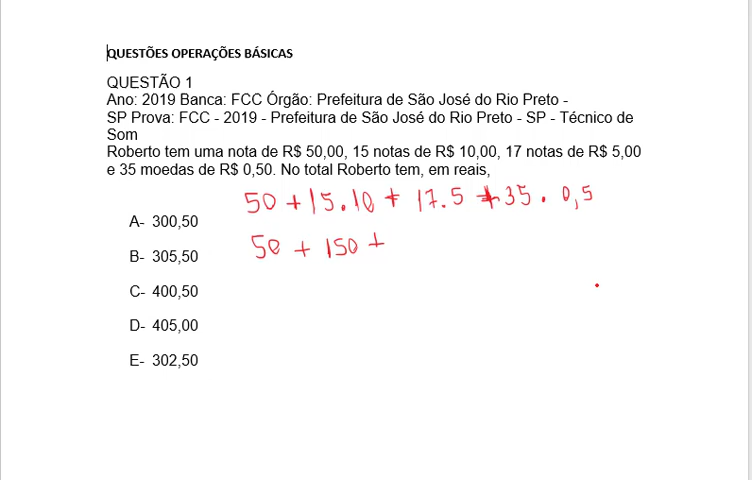 QUESTÕES OPERAÇÕES BÁSICAS
QUESTÃO 1
Ano: 2019 Banca: FCC Órgão: Prefeitura de São José do Rio Preto -
SP Prova: FCC - 2019 - Prefeitura de São José do Rio Preto - SP - Técnico de
Som
Roberto tem uma nota de R$ 50,00, 15 notas de R$ 10,00, 17 notas de R$ 5,00
e 35 moedas de R$ 0,50. No total Roberto tem, em reais,
50 + 15.10 + 17.5 + 35 . 0,5
A- 300,50
50 + 150 +
B- 305,50
C- 400,50
D- 405,00
E- 302,50